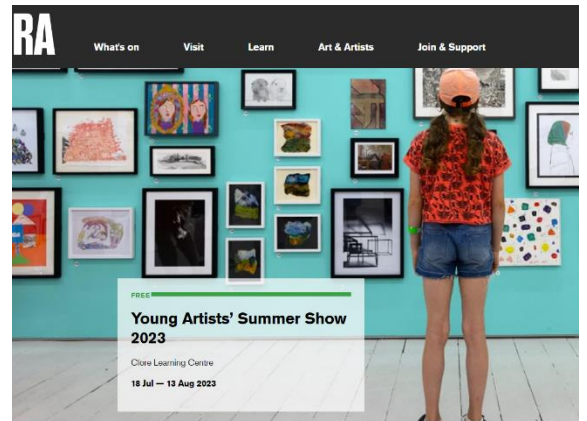 RA
What's on Visit Learn Art & Artists Join & Support
FREE
Young Artists' Summer Show
2023
Clore Learning Centre
18 Jul — 13 Aug 2023